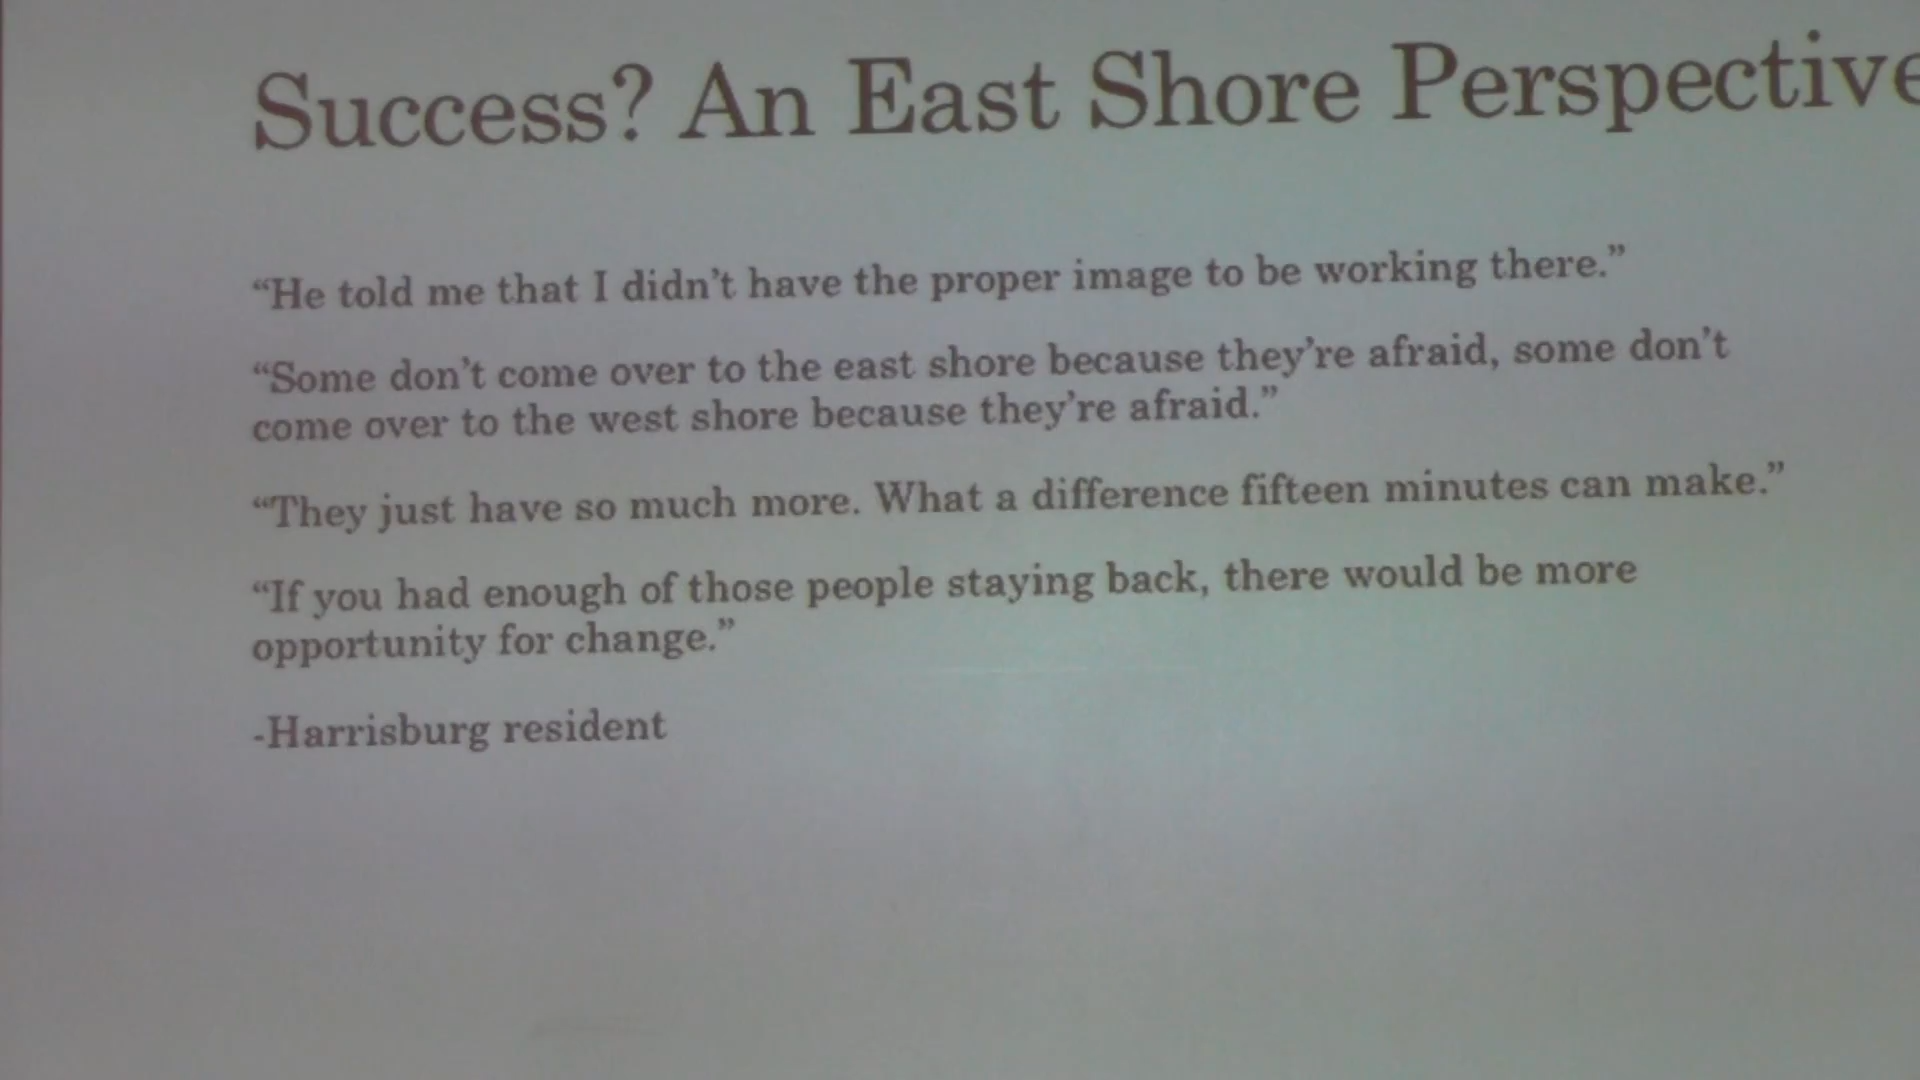 Success? An East Shore Perspective
“He told me that I didn’t have the proper image to be working there.”
“Some don’t come over to the east shore because they’re afraid, some don’t
come over to the west shore because they’re afraid.”
“They just have so much more. What a difference fifteen minutes can make.”
“If you had enough of those people staying back, there would be more
opportunity for change.”
-Harrisburg resident